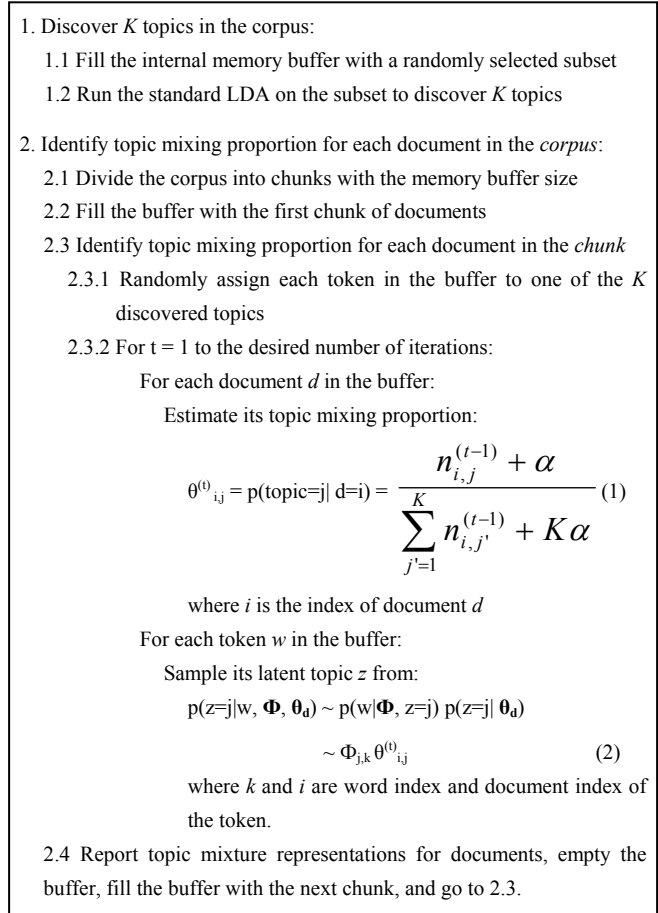 1. Discover K topics in the corpus:
1.1 Fill the internal memory buffer with a randomly selected subset
1.2 Run the standard LDA on the subset to discover K topics
2. Identify topic mixing proportion for each document in the corpus:
2.1 Divide the corpus into chunks with the memory buffer size
2.2 Fill the buffer with the first chunk of documents
2.3 Identify topic mixing proportion for each document in the chunk
2.3.1 Randomly assign each token in the buffer to one of the K
discovered topics
2.3.2 For t = 1 to the desired number of iterations:
For each document d in the buffer:
Estimate its topic mixing proportion:
θ^{(t)}_{i,j} = p(topic=j| d=i) = \frac{n_{i,j}^{(t-1)} + α}{\sum_{j'=1}^{K} n_{i,j'}^{(t-1)} + Kα} (1)
where i is the index of document d
For each token w in the buffer:
Sample its latent topic z from:
p(z=j|w, Φ, θ_d) ~ p(w|Φ, z=j) p(z=j| θ_d)
~ Φ_{j,k} θ^{(t)}_{i,j} (2)
where k and i are word index and document index of
the token.
2.4 Report topic mixture representations for documents, empty the
buffer, fill the buffer with the next chunk, and go to 2.3.